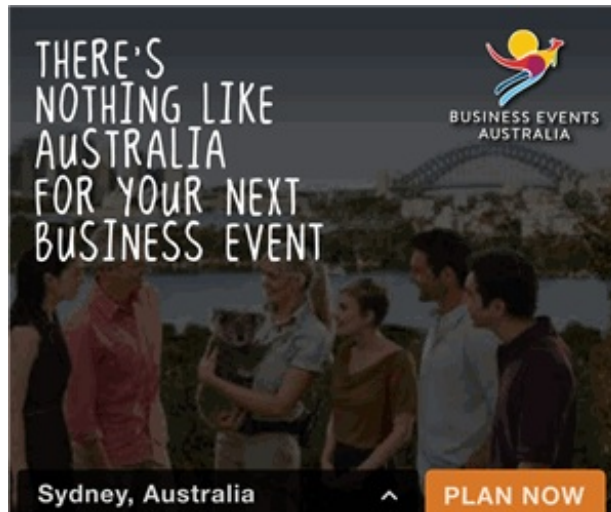 THERE'S
NOTHING LIKE
AUSTRALIA
FOR YOUR NEXT
BUSINESS EVENT
BUSINESS EVENTS
AUSTRALIA
Sydney, Australia
PLAN NOW